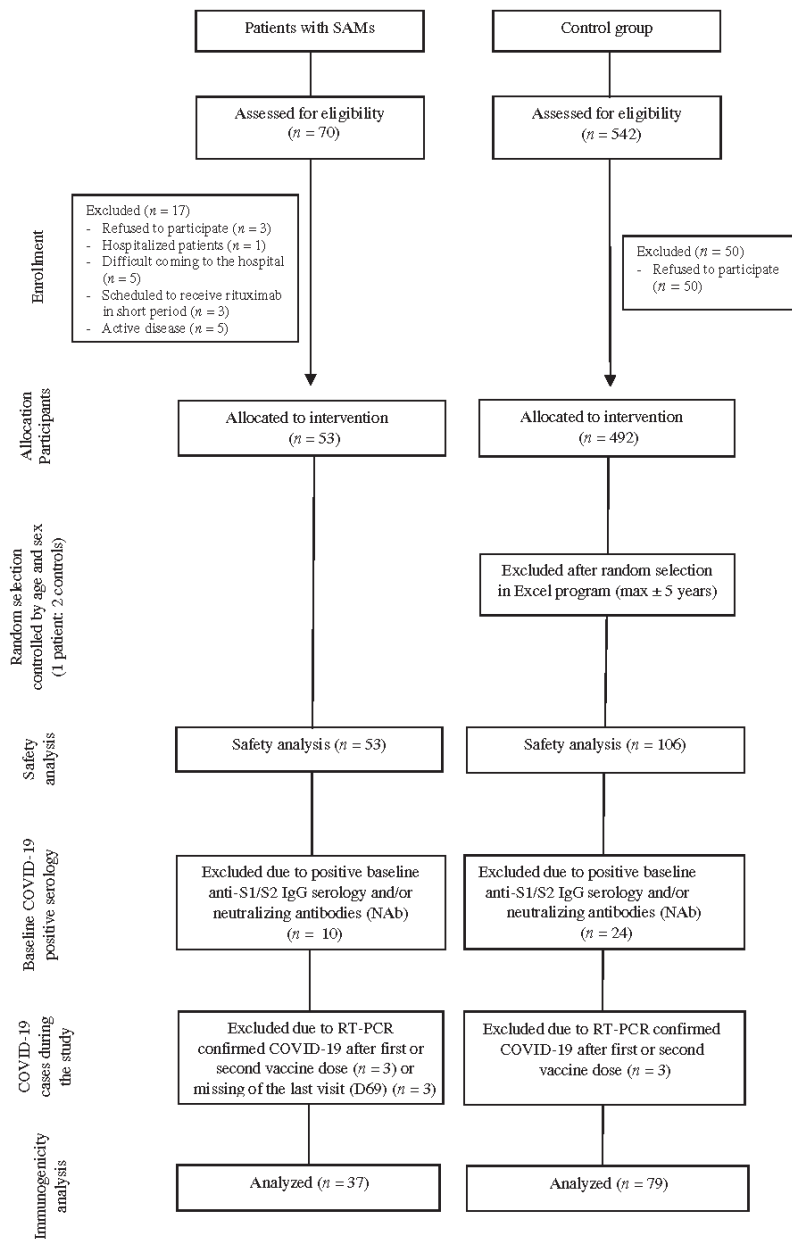 Patients with SAMs
Control group
Assessed for eligibility
(n = 70)
Assessed for eligibility
(n = 542)
Enrollment
Excluded (n = 17)
- Refused to participate (n = 3)
- Hospitalized patients (n = 1)
- Difficult coming to the hospital
(n = 5)
- Scheduled to receive rituximab
in short period (n = 3)
- Active disease (n = 5)
Excluded (n = 50)
- Refused to participate
(n = 50)
Allocation
Participants
Allocated to intervention
(n = 53)
Allocated to intervention
(n = 492)
Random selection
controlled by age and sex
(1 patient: 2 controls)
Excluded after random selection
in Excel program (max ± 5 years)
Safety
analysis
Safety analysis (n = 53)
Safety analysis (n = 106)
Baseline COVID-19
positive serology
Excluded due to positive baseline
anti-S1/S2 IgG serology and/or
neutralizing antibodies (NAb)
(n = 10)
Excluded due to positive baseline
anti-S1/S2 IgG serology and/or
neutralizing antibodies (NAb)
(n = 24)
COVID-19
cases during
the study
Excluded due to RT-PCR
confirmed COVID-19 after first or
second vaccine dose (n = 3) or
missing of the last visit (D69) (n = 3)
Excluded due to RT-PCR confirmed
COVID-19 after first or second
vaccine dose (n = 3)
Immunogenicity
analysis
Analyzed (n = 37)
Analyzed (n = 79)